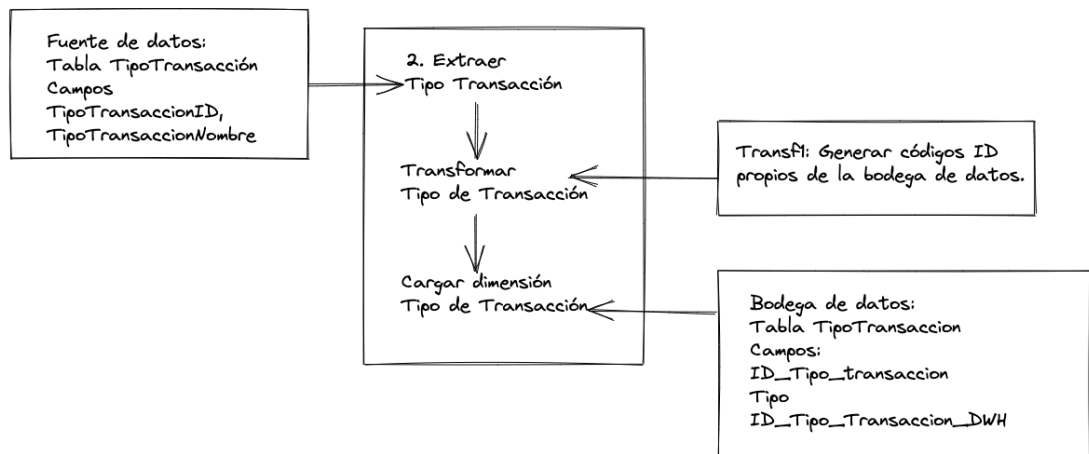 Fuente de datos:
Tabla TipoTransacción
Campos
TipoTransaccionID,
TipoTransaccionNombre
2. Extraer
Tipo Transacción
Transformar
Tipo de Transacción
Cargar dimensión
Tipo de Transacción
Transf1: Generar códigos ID
propios de la bodega de datos.
Bodega de datos:
Tabla TipoTransaccion
Campos:
ID_Tipo_transaccion
Tipo
ID_Tipo_Transaccion_DWH